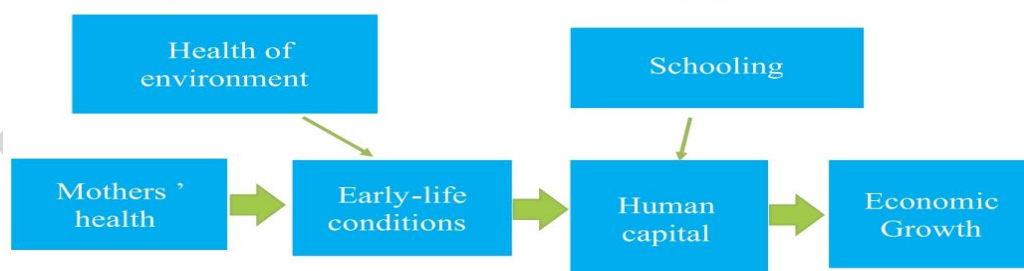 Health of
environment
Schooling
Mothers ’
health
Early-life
conditions
Human
capital
Economic
Growth